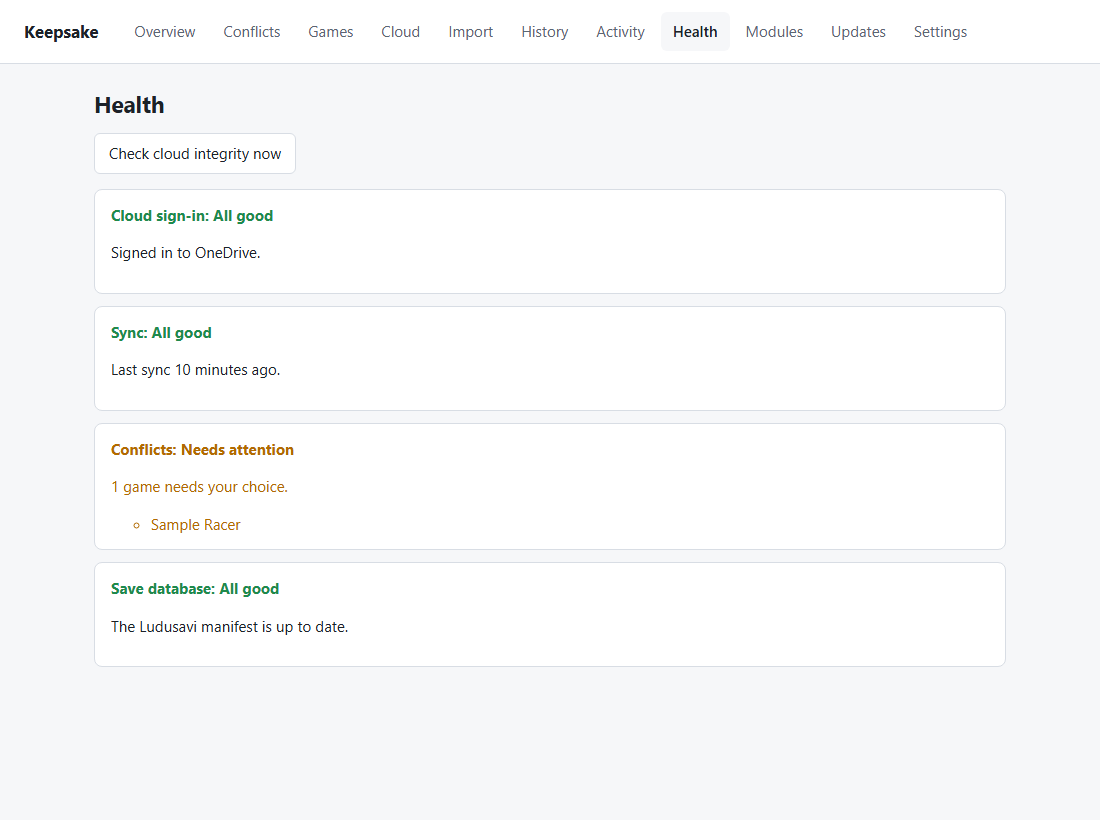 Keepsake Overview Conflicts Games Cloud Import History Activity Health Modules Updates Settings
Health
Check cloud integrity now
Cloud sign-in: All good
Signed in to OneDrive.
Sync: All good
Last sync 10 minutes ago.
Conflicts: Needs attention
1 game needs your choice.
Sample Racer
Save database: All good
The Ludusavi manifest is up to date.